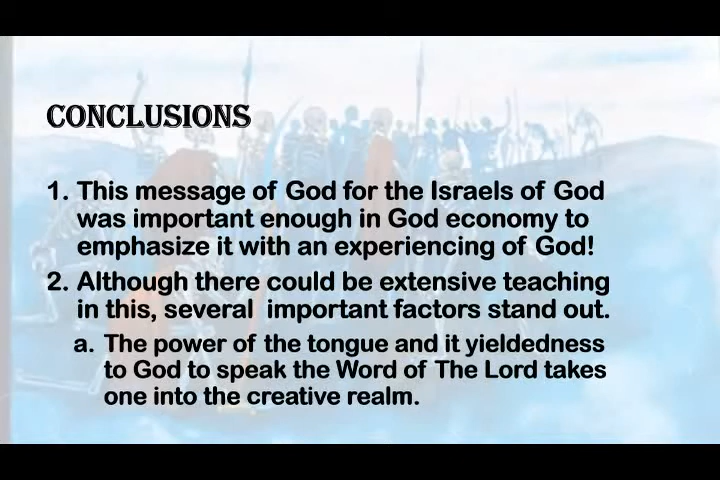 CONCLUSIONS
1. This message of God for the Israels of God
was important enough in God economy to
emphasize it with an experiencing of God!
2. Although there could be extensive teaching
in this, several  important factors stand out.
a. The power of the tongue and it yieldedness
to God to speak the Word of The Lord takes
one into the creative realm.